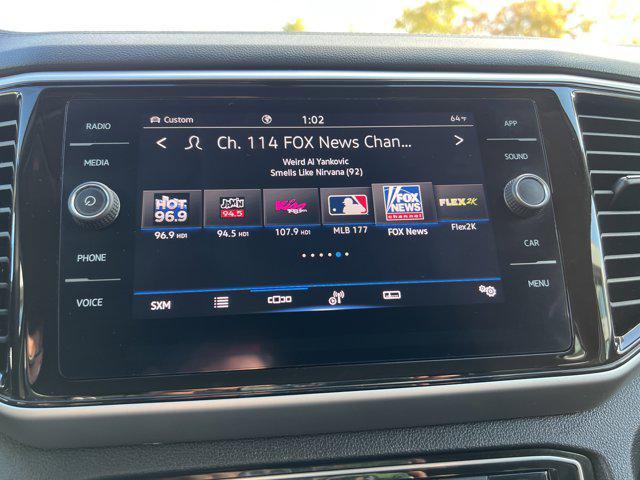 RADIO
MEDIA
PHONE
VOICE
Custom
1:02
64°F
< Ch. 114 FOX News Chan... >
Weird Al Yankovic
Smells Like Nirvana (92)
HOT 96.9
JAM'N 94.5
FOX NEWS channel
FLEX2K
96.9 HD1
94.5 HD1
107.9 HD1
MLB 177
FOX News
Flex2K
SXM
APP
SOUND
CAR
MENU